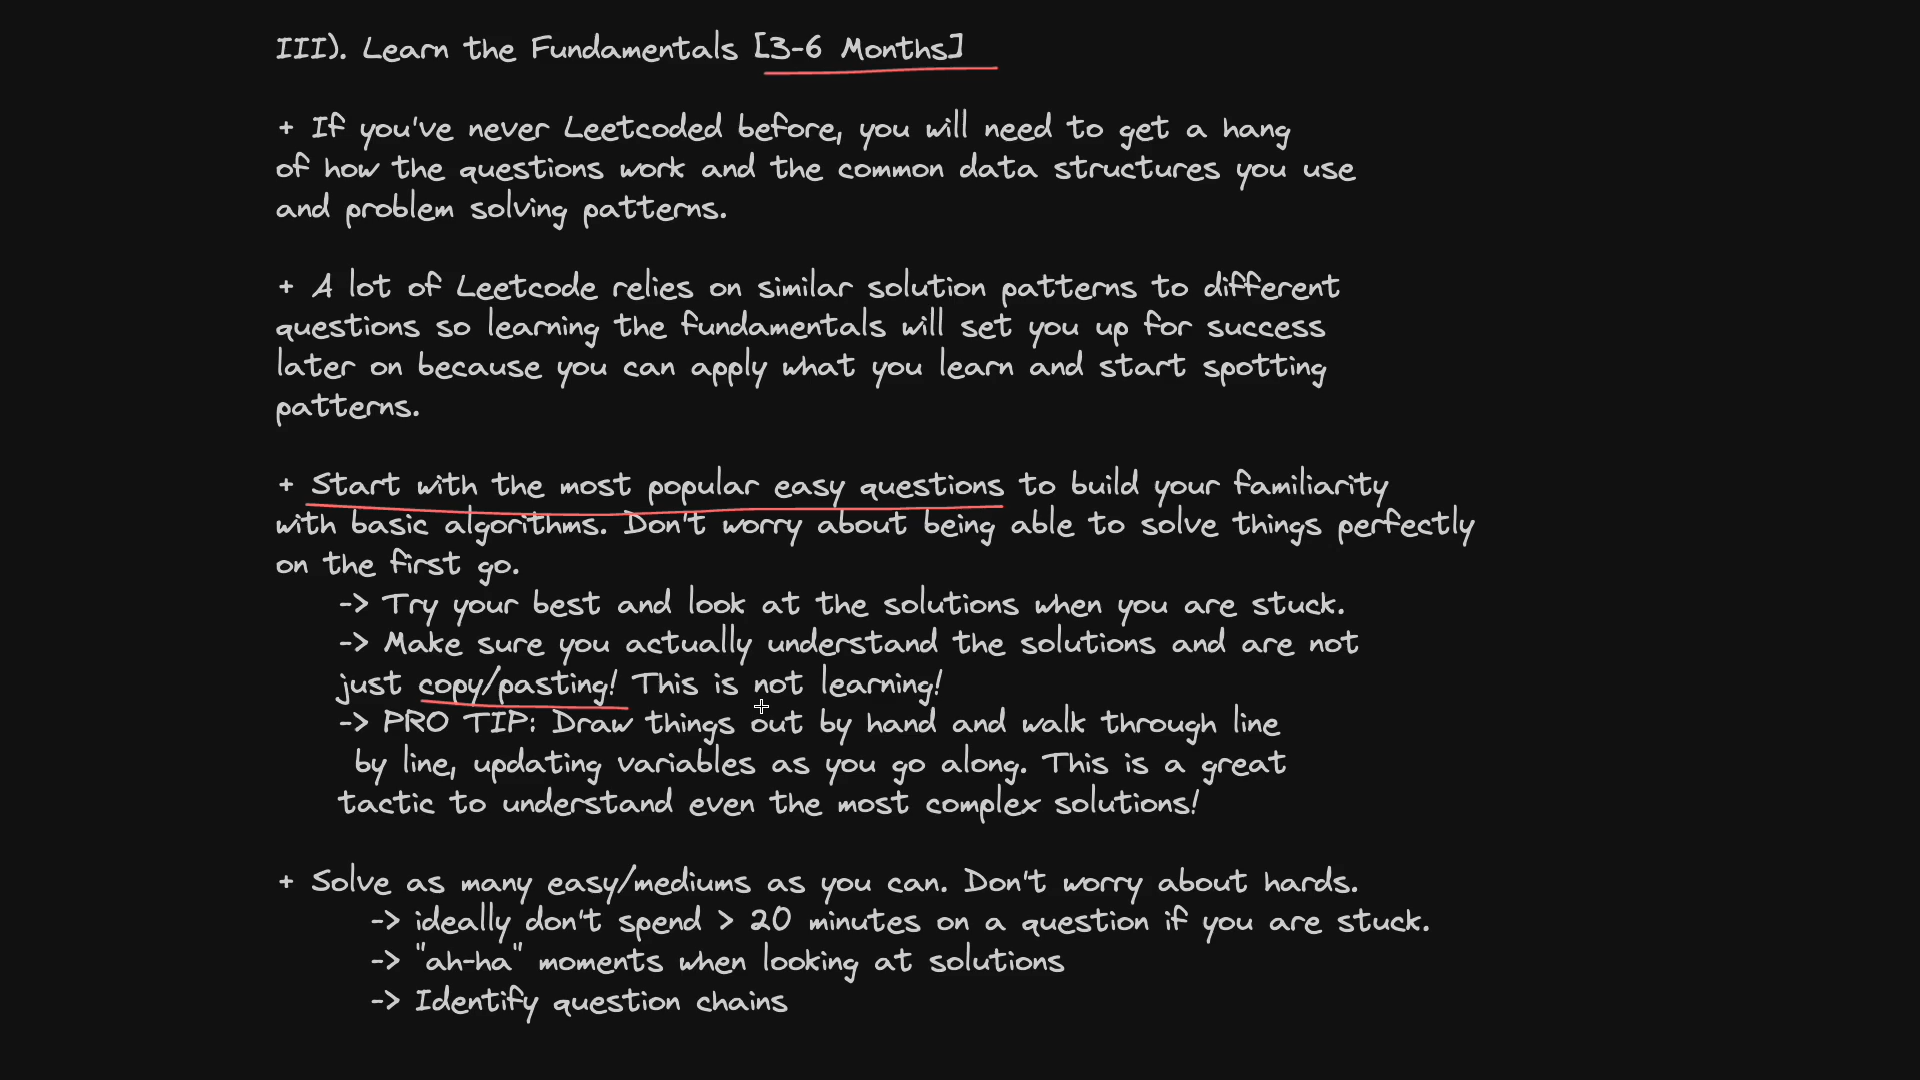 III). Learn the Fundamentals [3-6 Months]
+ If you've never Leetcoded before, you will need to get a hang
of how the questions work and the common data structures you use
and problem solving patterns.
+ A lot of Leetcode relies on similar solution patterns to different
questions so learning the fundamentals will set you up for success
later on because you can apply what you learn and start spotting
patterns.
+ Start with the most popular easy questions to build your familiarity
with basic algorithms. Don't worry about being able to solve things perfectly
on the first go.
-> Try your best and look at the solutions when you are stuck.
-> Make sure you actually understand the solutions and are not
just copy/pasting! This is not learning!
-> PRO TIP: Draw things out by hand and walk through line
by line, updating variables as you go along. This is a great
tactic to understand even the most complex solutions!
+ Solve as many easy/mediums as you can. Don't worry about hards.
-> ideally don't spend > 20 minutes on a question if you are stuck.
-> "ah-ha" moments when looking at solutions
-> Identify question chains